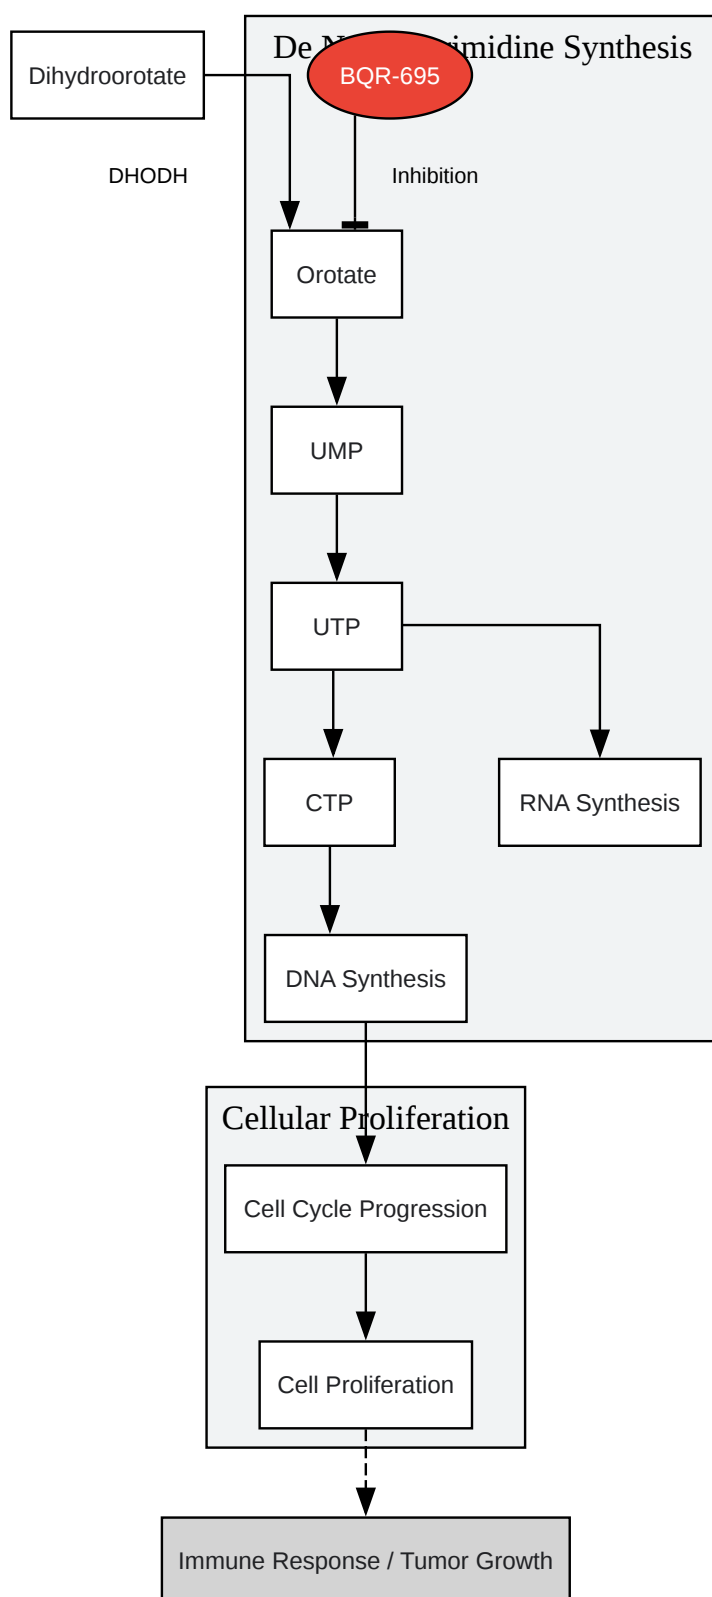 De N    rimidine Synthesis
Dihydroorotate
BQR-695
DHODH
Inhibition
Orotate
UMP
UTP
CTP
RNA Synthesis
DNA Synthesis
Cellular Proliferation
Cell Cycle Progression
Cell Proliferation
Immune Response / Tumor Growth